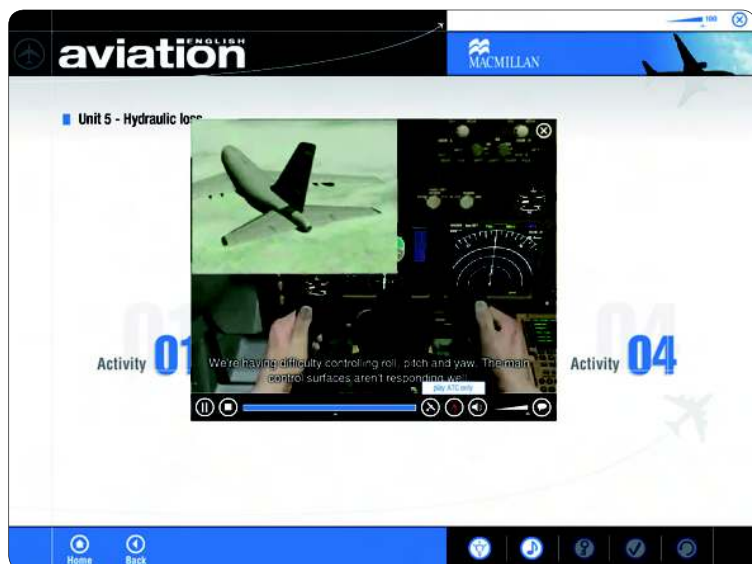 100
ENGLISH
aviation
MACMILLAN
Unit 5 - Hydraulic loss
Activity 01
We're having difficulty controlling roll, pitch and yaw. The main
control surfaces aren't responding well.
play ATC only
Activity 04
Home
Back